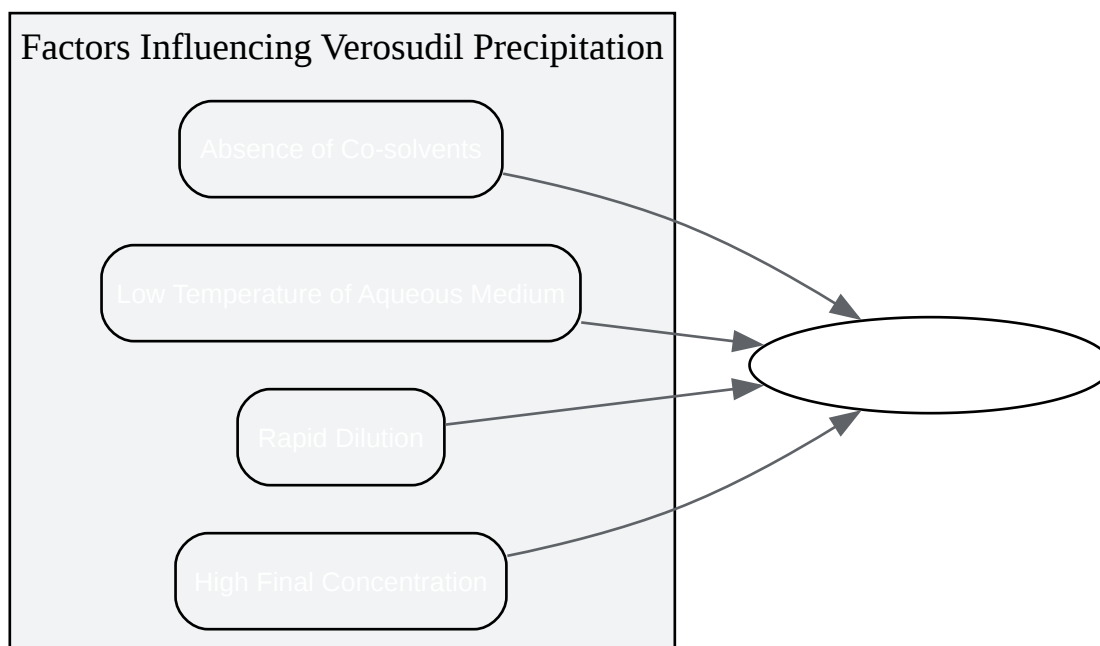 Factors Influencing Verosudil Precipitation
Absence of Co-solvents
Low Temperature of Aqueous Medium
Rapid Dilution
High Final Concentration